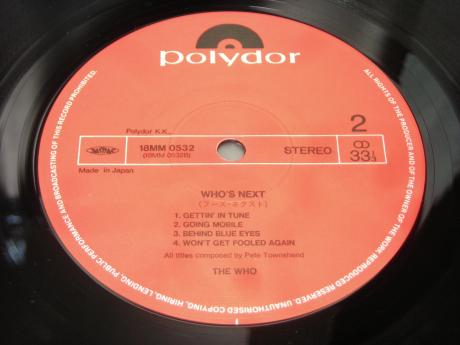 polydor
Polydor K.K.
18MM 0532
(18MM 0532B)
STEREO
2
33 1/3
Made in Japan
WHO'S NEXT
(フーズ・ネクスト)
1. GETTIN' IN TUNE
2. GOING MOBILE
3. BEHIND BLUE EYES
4. WON'T GET FOOLED AGAIN
All titles composed by Pete Townshend
THE WHO
ALL RIGHTS OF THE PRODUCER AND OF THE OWNER OF THE WORK REPRODUCED RESERVED. UNAUTHORISED COPYING, HIRING, LENDING, PUBLIC PERFORMANCE AND BROADCASTING OF THIS RECORD PROHIBITED.